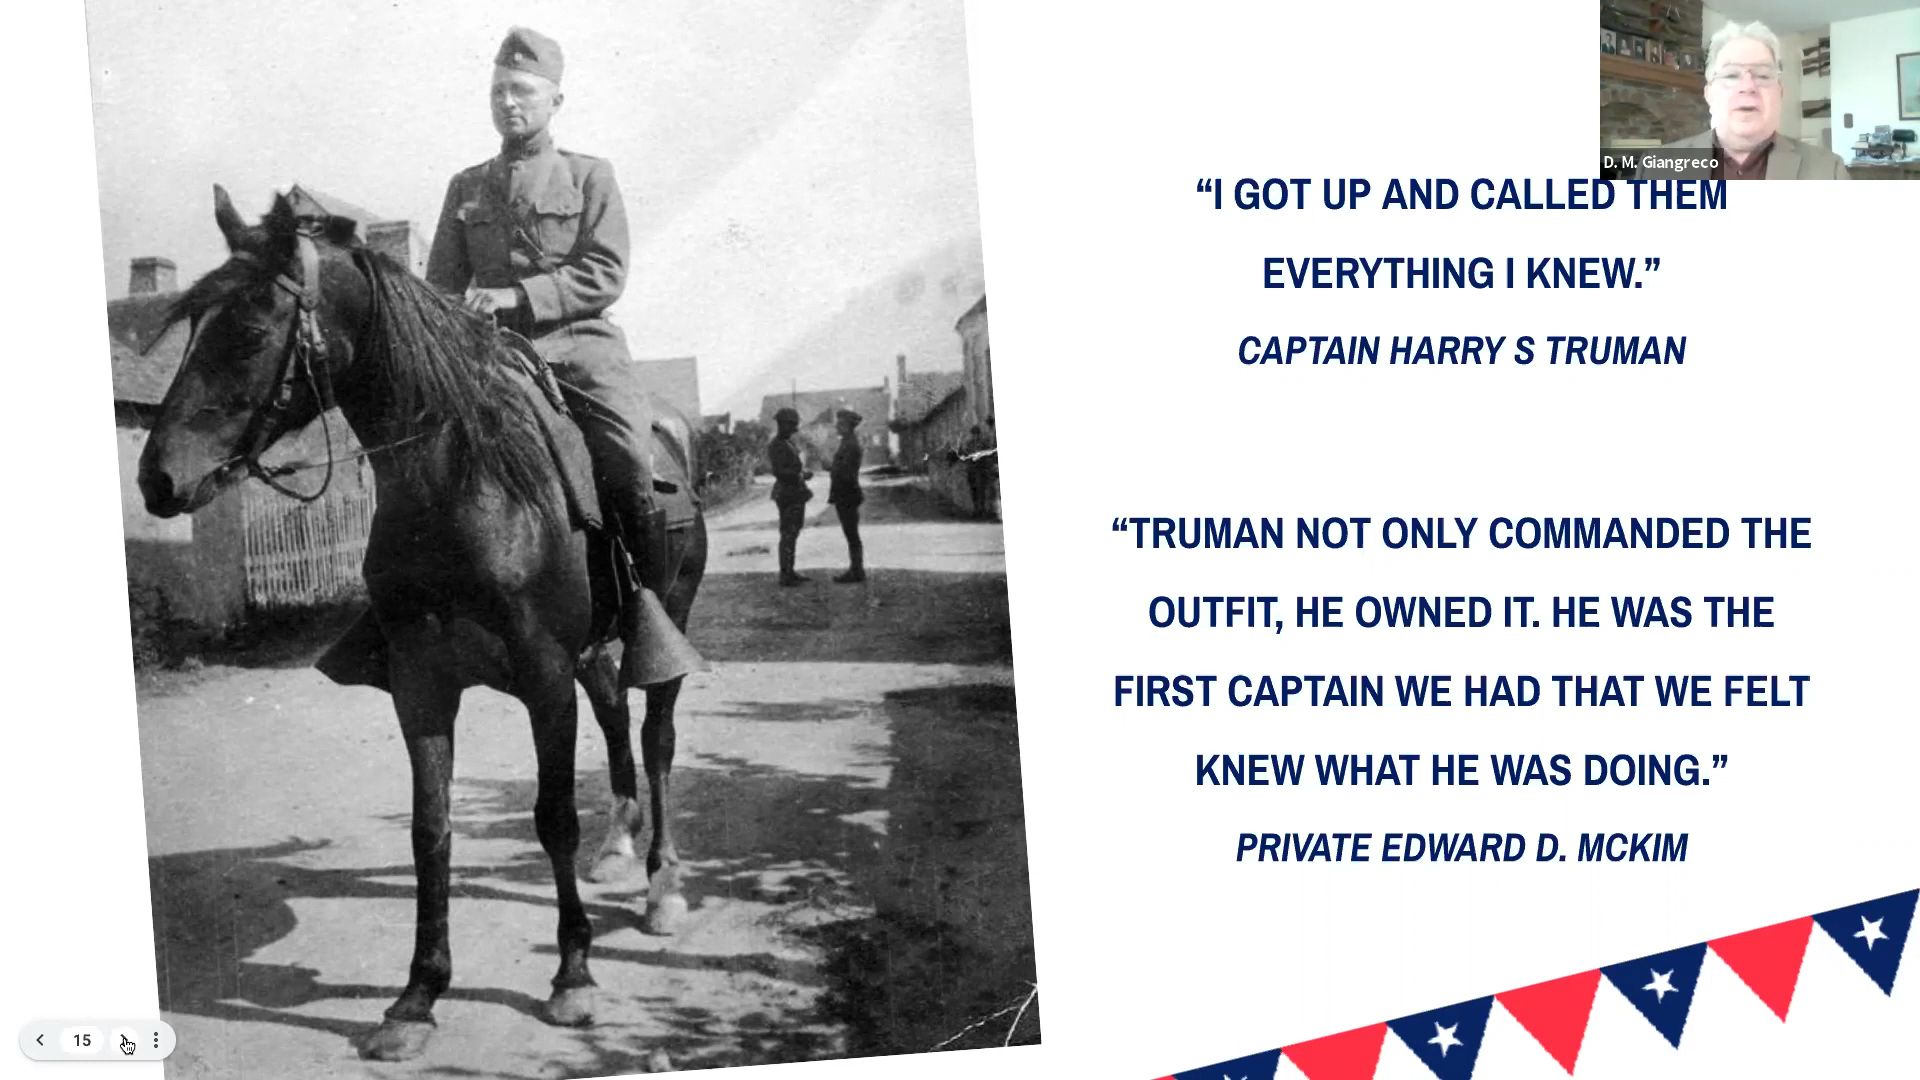 D. M. Giangreco
“I GOT UP AND CALLED THEM
EVERYTHING I KNEW.”
CAPTAIN HARRY S TRUMAN
“TRUMAN NOT ONLY COMMANDED THE
OUTFIT, HE OWNED IT. HE WAS THE
FIRST CAPTAIN WE HAD THAT WE FELT
KNEW WHAT HE WAS DOING.”
PRIVATE EDWARD D. MCKIM
15